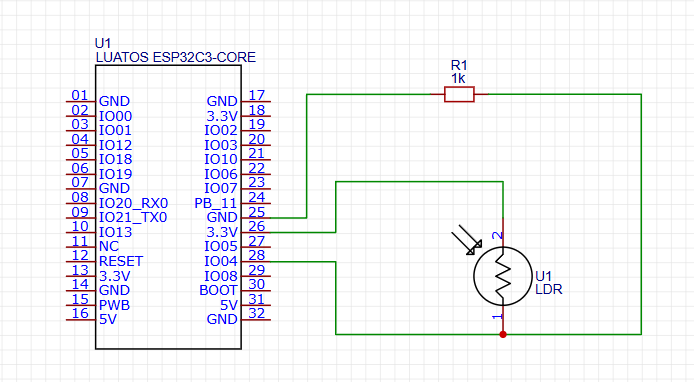 U1
LUATOS ESP32C3-CORE
R1
1k
01 GND GND 17
02 IO00 3.3V 18
03 IO01 IO02 19
04 IO12 IO03 20
05 IO18 IO10 21
06 IO19 IO06 22
07 GND IO07 23
08 IO20_RX0 PB_11 24
09 IO21_TX0 GND 25
10 IO13 3.3V 26
11 NC IO05 27
12 RESET IO04 28
13 3.3V IO08 29
14 GND BOOT 30
15 PWB 5V 31
16 5V GND 32
2
U1
LDR
1